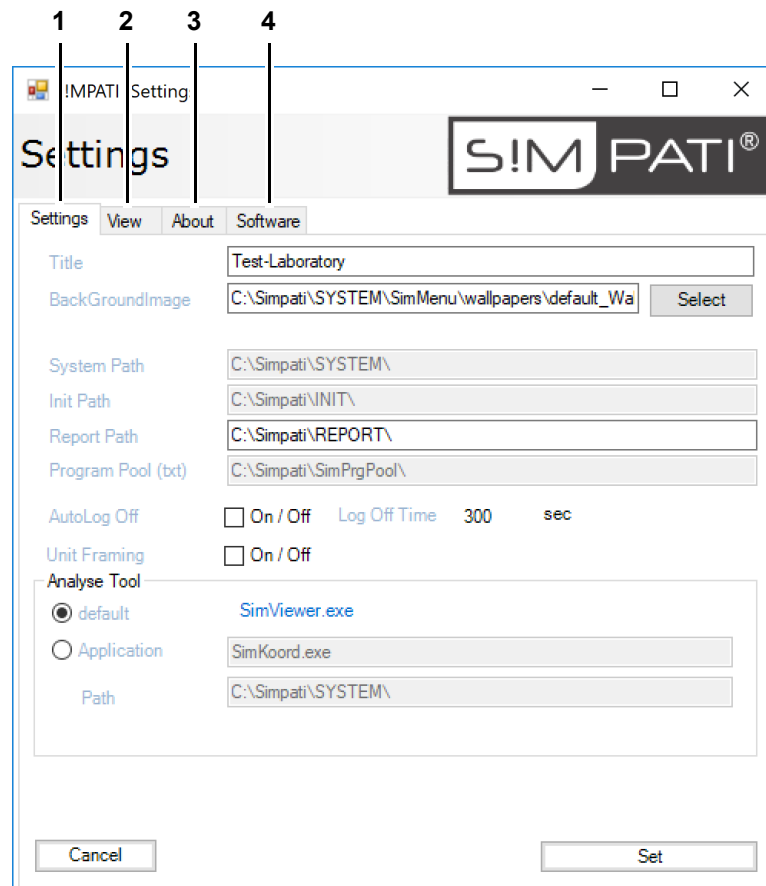 1 2 3 4
!MPATI Setting
Settings S!MPATI®
Settings View About Software
Title Test-Laboratory
BackGroundImage C:\Simpati\SYSTEM\SimMenu\wallpapers\default_Wa Select
System Path C:\Simpati\SYSTEM\
Init Path C:\Simpati\INIT\
Report Path C:\Simpati\REPORT\
Program Pool (txt) C:\Simpati\SimPrgPool\
AutoLog Off On / Off Log Off Time 300 sec
Unit Framing On / Off
Analyse Tool
default SimViewer.exe
Application SimKoord.exe
Path C:\Simpati\SYSTEM\
Cancel Set